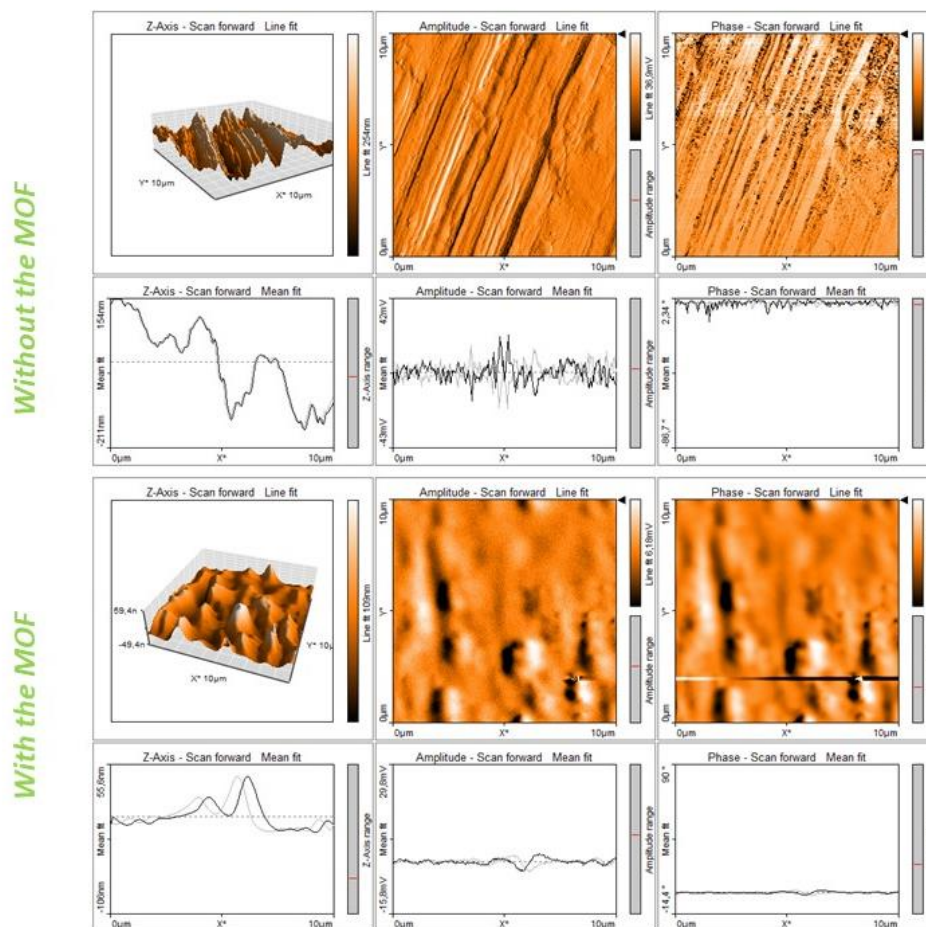 Without the MOF
Z-Axis - Scan forward Line fit
Y* 10µm
X* 10µm
Line fit 254nm
Amplitude - Scan forward Line fit
10µm
Y*
0µm
0µm
X*
10µm
Line fit 36,9mV
Amplitude range
Phase - Scan forward Line fit
10µm
Y*
0µm
0µm
X*
10µm
Amplitude range
Z-Axis - Scan forward Mean fit
154nm
Mean fit
-211nm
0µm
X*
10µm
Z-Axis range
Amplitude - Scan forward Mean fit
42mV
Mean fit
-43mV
0µm
X*
10µm
Amplitude range
Phase - Scan forward Mean fit
2,34 °
Mean fit
-86,7 °
0µm
X*
10µm
With the MOF
Z-Axis - Scan forward Line fit
59,4n
-49,4n
X* 10µm
Y* 10µ
Line fit 109nm
Amplitude - Scan forward Line fit
10µm
Y*
0µm
0µm
X*
10µm
Line fit 6,18mV
Amplitude range
Phase - Scan forward Line fit
10µm
Y*
0µm
0µm
X*
10µm
Z-Axis - Scan forward Mean fit
55,6nm
Mean fit
-100nm
0µm
X*
10µm
Z-Axis range
Amplitude - Scan forward Mean fit
29,8mV
Mean fit
-15,8mV
0µm
X*
10µm
Amplitude range
Phase - Scan forward Mean fit
90 °
Mean fit
-14,4 °
0µm
X*
10µm